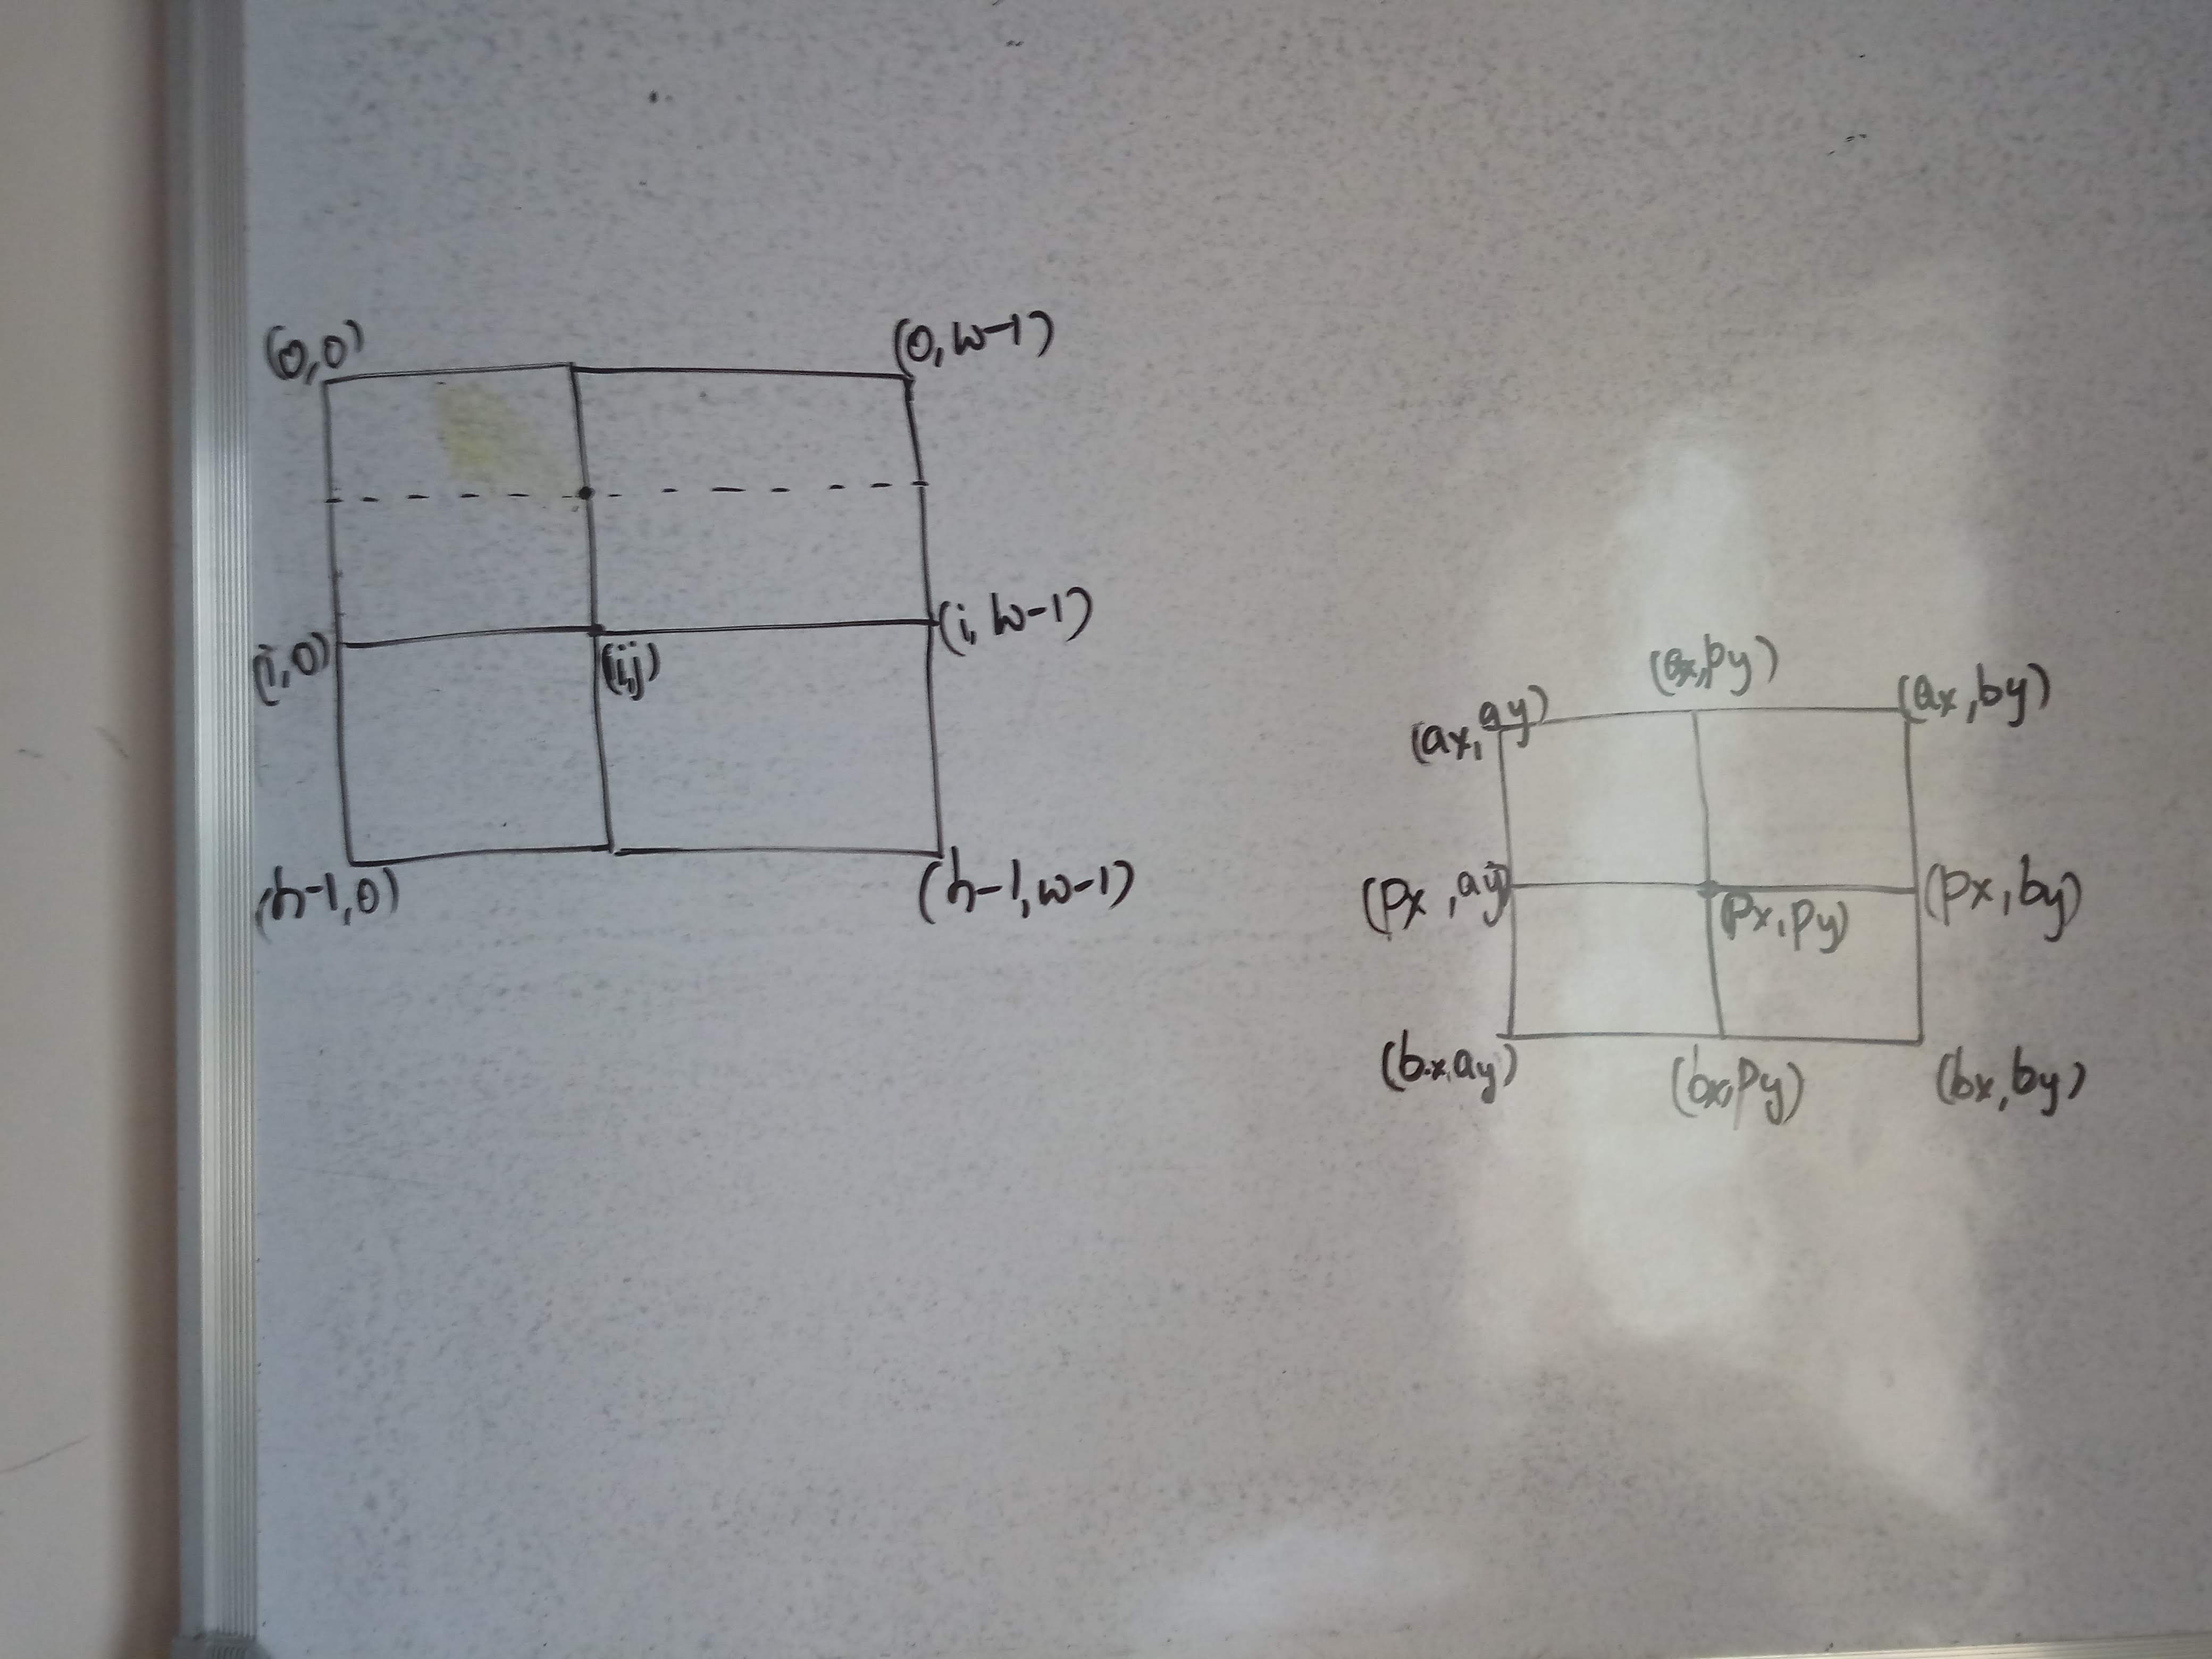 (0,0)
(0,w-1)
(i,0)
(i,j)
(i,w-1)
(h-1,0)
(h-1,w-1)
(ax,ay)
(ax,py)
(ax,by)
(px,ay)
(px,py)
(px,by)
(bx,ay)
(bx,py)
(bx,by)